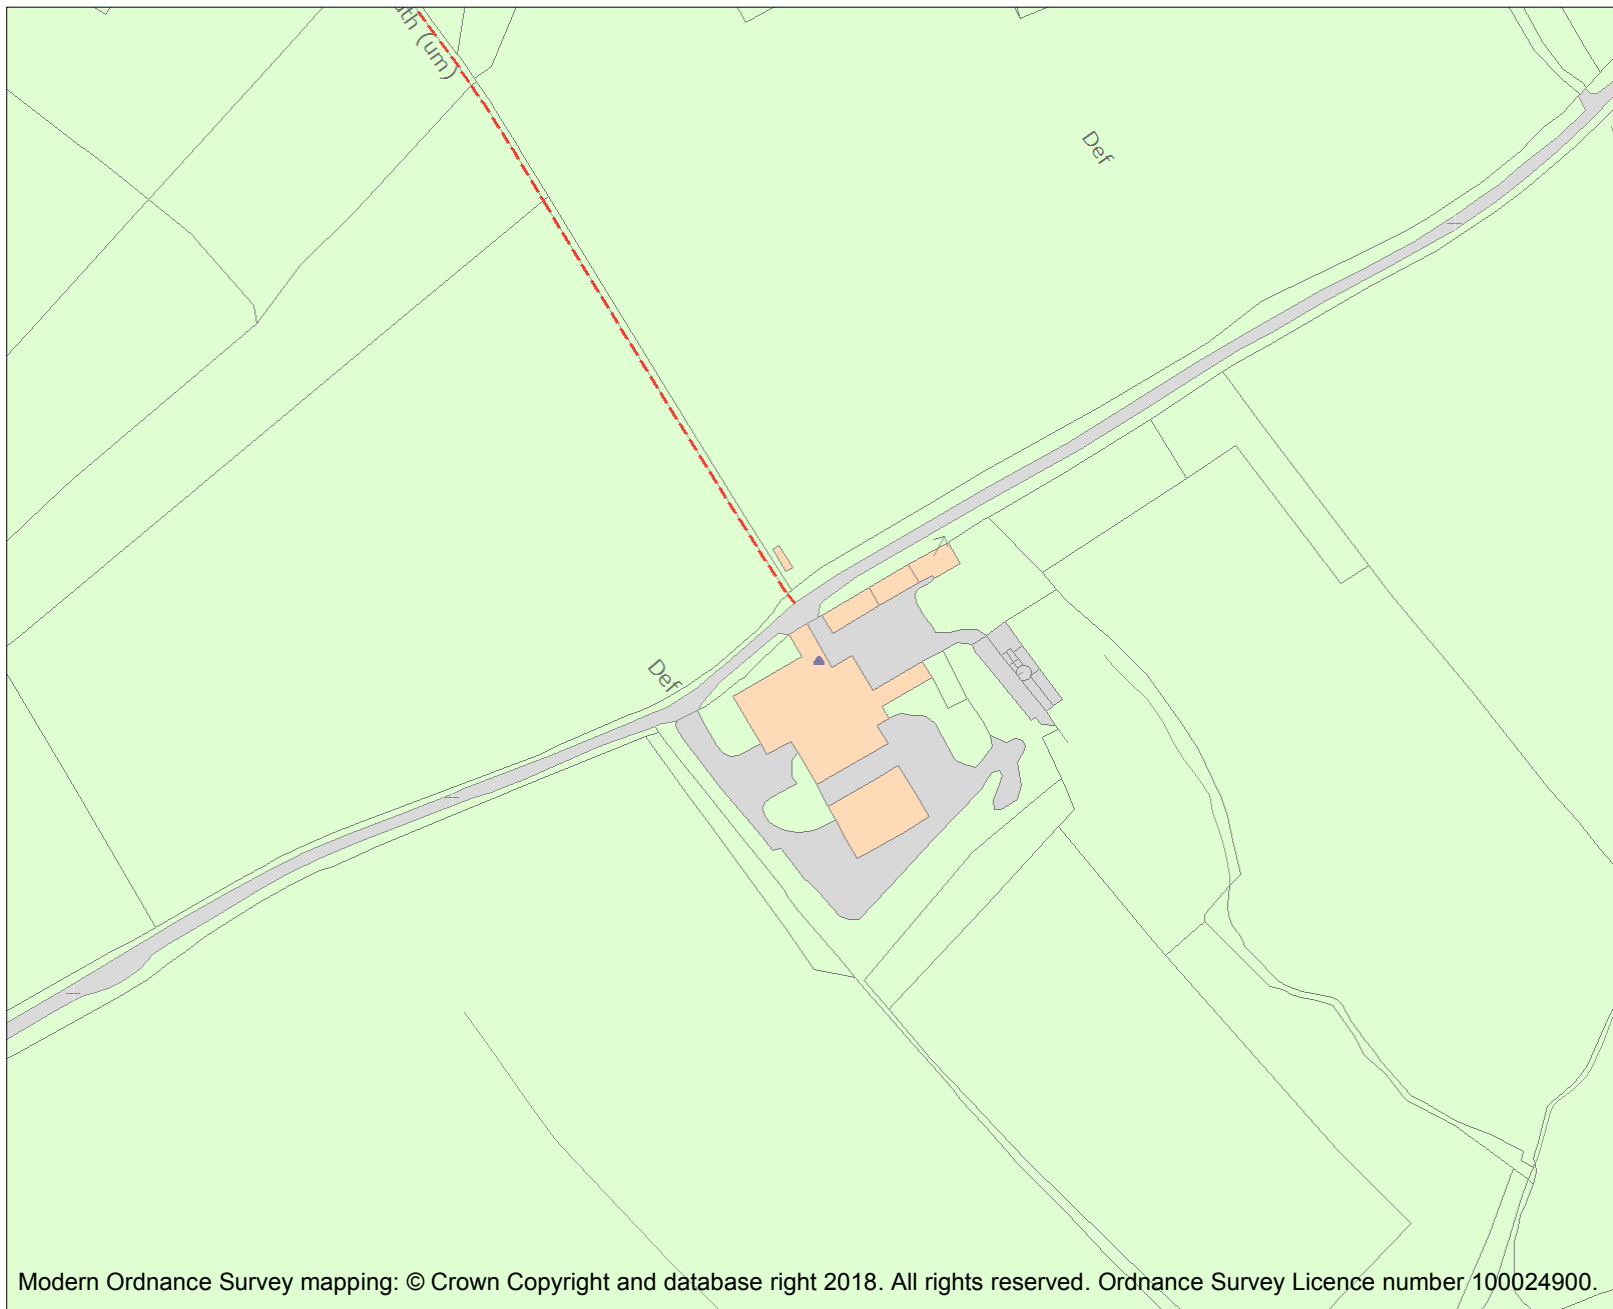 (um)
Def
Def
Modern Ordnance Survey mapping: © Crown Copyright and database right 2018. All rights reserved. Ordnance Survey Licence number 100024900.